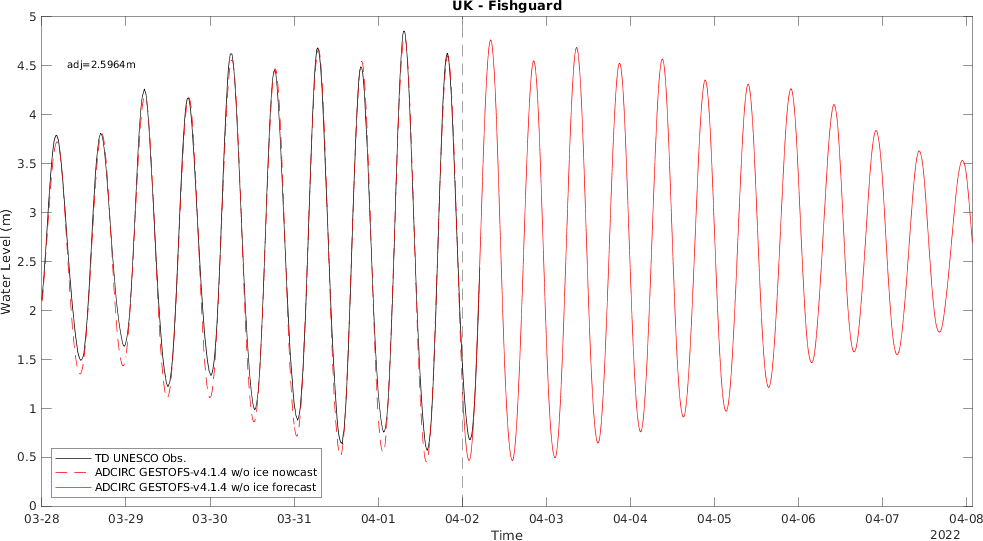 UK - Fishguard
adj=2.5964m
5
4.5
4
3.5
3
2.5
2
1.5
1
0.5
0
Water Level (m)
TD UNESCO Obs.
ADCIRC GESTOFS-v4.1.4 w/o ice nowcast
ADCIRC GESTOFS-v4.1.4 w/o ice forecast
03-28 03-29 03-30 03-31 04-01 04-02 04-03 04-04 04-05 04-06 04-07 04-08
Time
2022